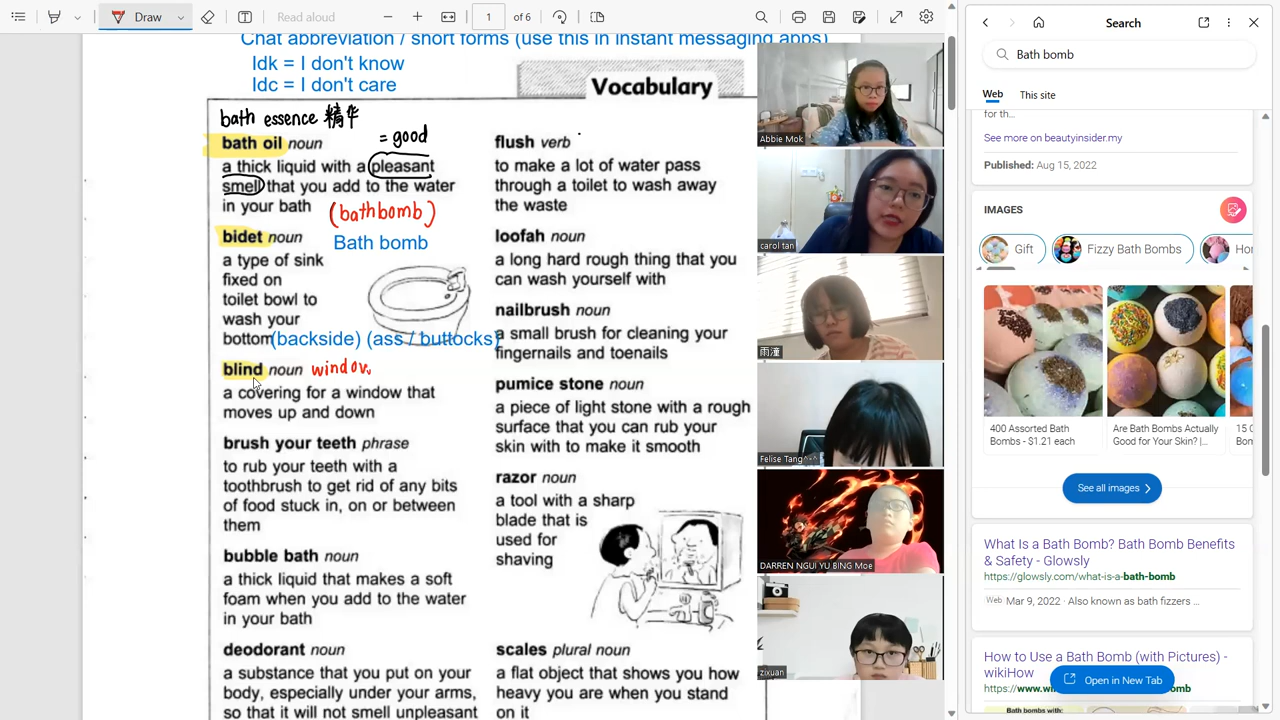 Draw
Read aloud
1 of 6
Chat abbreviation / short forms (use this in instant messaging apps)
Idk = I don't know
Idc = I don't care
Vocabulary
bath essence 精华
= good
bath oil noun
a thick liquid with a pleasant
smell that you add to the water
in your bath
(bathbomb)
Bath bomb
bidet noun
a type of sink
fixed on
toilet bowl to
wash your
bottom
(backside) (ass / buttocks)
blind noun
window
a covering for a window that
moves up and down
brush your teeth phrase
to rub your teeth with a
toothbrush to get rid of any bits
of food stuck in, on or between
them
bubble bath noun
a thick liquid that makes a soft
foam when you add to the water
in your bath
deodorant noun
a substance that you put on your
body, especially under your arms,
so that it will not smell unpleasant
flush verb
to make a lot of water pass
through a toilet to wash away
the waste
loofah noun
a long hard rough thing that you
can wash yourself with
nailbrush noun
a small brush for cleaning your
fingernails and toenails
pumice stone noun
a piece of light stone with a rough
surface that you can rub your
skin with to make it smooth
razor noun
a tool with a sharp
blade that is
used for
shaving
scales plural noun
a flat object that shows you how
heavy you are when you stand
on it
Abbie Mok
carol tan
雨潼
Felise Tang^×^
DARREN NGUI YU BING Moe
zixuan
Search
Bath bomb
Web
This site
for th…
See more on beautyinsider.my
Published: Aug 15, 2022
IMAGES
Gift
Fizzy Bath Bombs
Hor
400 Assorted Bath
Bombs - $1.21 each
Are Bath Bombs Actually
Good for Your Skin? |…
15 C
Bom
See all images
What Is a Bath Bomb? Bath Bomb Benefits
& Safety - Glowsly
https://glowsly.com/what-is-a-bath-bomb
Web Mar 9, 2022 · Also known as bath fizzers …
How to Use a Bath Bomb (with Pictures) -
wikiHow
Open in New Tab
Bath bombs with: